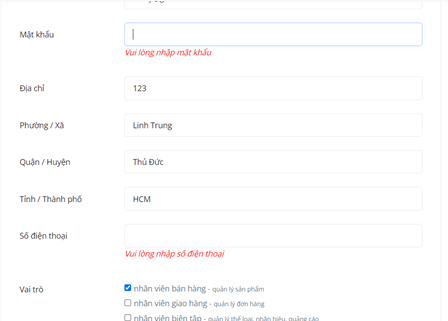 Mật khẩu
Vui lòng nhập mật khẩu
Địa chỉ 123
Phường / Xã Linh Trung
Quận / Huyện Thủ Đức
Tỉnh / Thành phố HCM
Số điện thoại
Vui lòng nhập số điện thoại
Vai trò nhân viên bán hàng - quản lý sản phẩm
nhân viên giao hàng - quản lý đơn hàng
nhân viên biên tập - quản lý thể loại, nhãn hiệu, quảng cáo